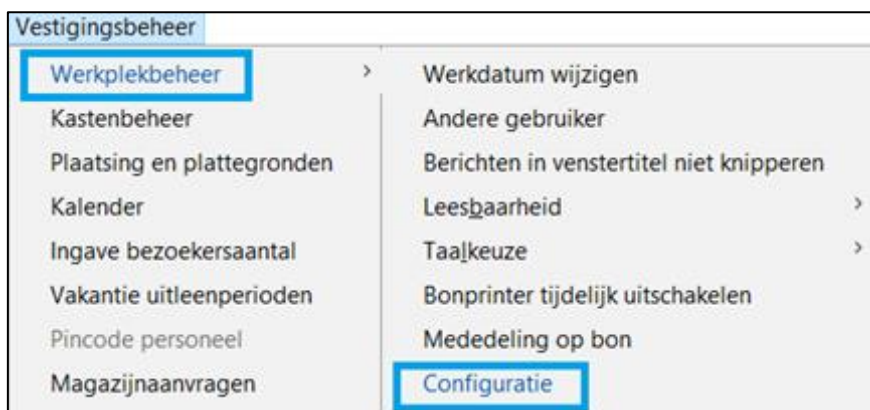 Vestigingsbeheer
Werkplekbeheer >
Kastenbeheer
Plaatsing en plattegronden
Kalender
Ingave bezoekersaantal
Vakantie uitleenperioden
Pincode personeel
Magazijnaanvragen
Werkdatum wijzigen
Andere gebruiker
Berichten in venstertitel niet knipperen
Leesbaarheid >
Taalkeuze >
Bonprinter tijdelijk uitschakelen
Mededeling op bon
Configuratie